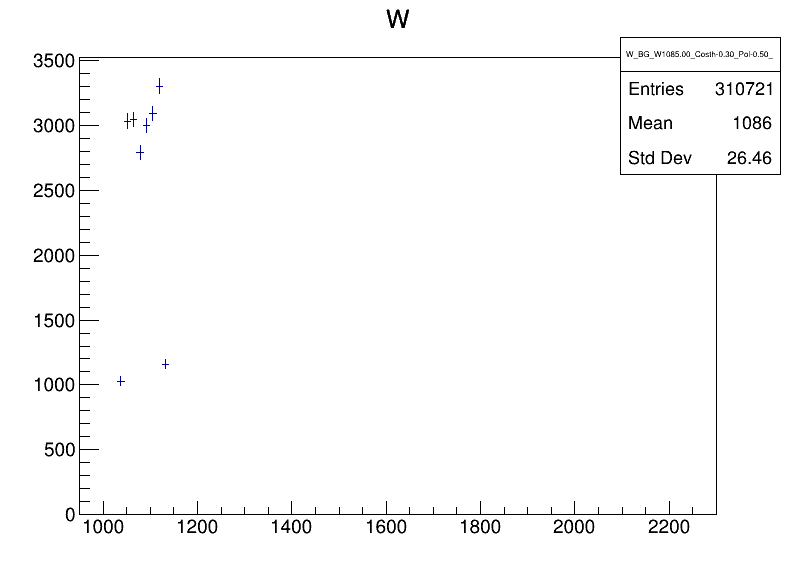 W
W_BG_W1085.00_Costh-0.30_Pol-0.50_
Entries 310721
Mean 1086
Std Dev 26.46
3500
3000
2500
2000
1500
1000
500
0
1000 1200 1400 1600 1800 2000 2200